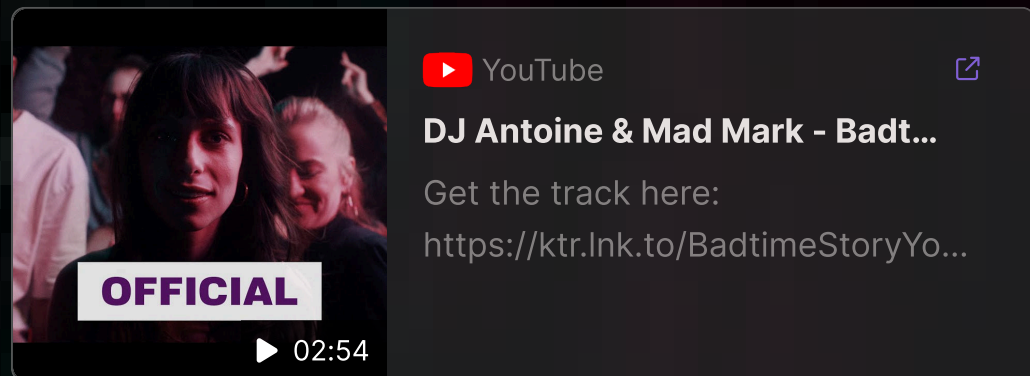 YouTube
DJ Antoine & Mad Mark - Badt...
Get the track here:
https://ktr.lnk.to/BadtimeStoryYo...
OFFICIAL
02:54